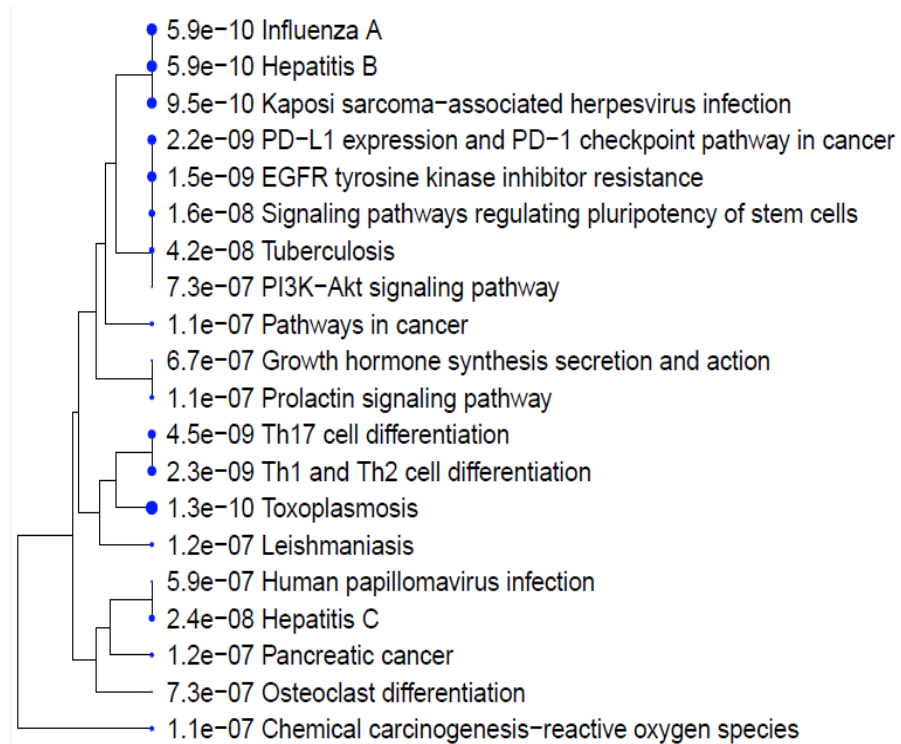 5.9e−10 Influenza A
5.9e−10 Hepatitis B
9.5e−10 Kaposi sarcoma−associated herpesvirus infection
2.2e−09 PD−L1 expression and PD−1 checkpoint pathway in cancer
1.5e−09 EGFR tyrosine kinase inhibitor resistance
1.6e−08 Signaling pathways regulating pluripotency of stem cells
4.2e−08 Tuberculosis
7.3e−07 PI3K−Akt signaling pathway
1.1e−07 Pathways in cancer
6.7e−07 Growth hormone synthesis secretion and action
1.1e−07 Prolactin signaling pathway
4.5e−09 Th17 cell differentiation
2.3e−09 Th1 and Th2 cell differentiation
1.3e−10 Toxoplasmosis
1.2e−07 Leishmaniasis
5.9e−07 Human papillomavirus infection
2.4e−08 Hepatitis C
1.2e−07 Pancreatic cancer
7.3e−07 Osteoclast differentiation
1.1e−07 Chemical carcinogenesis−reactive oxygen species